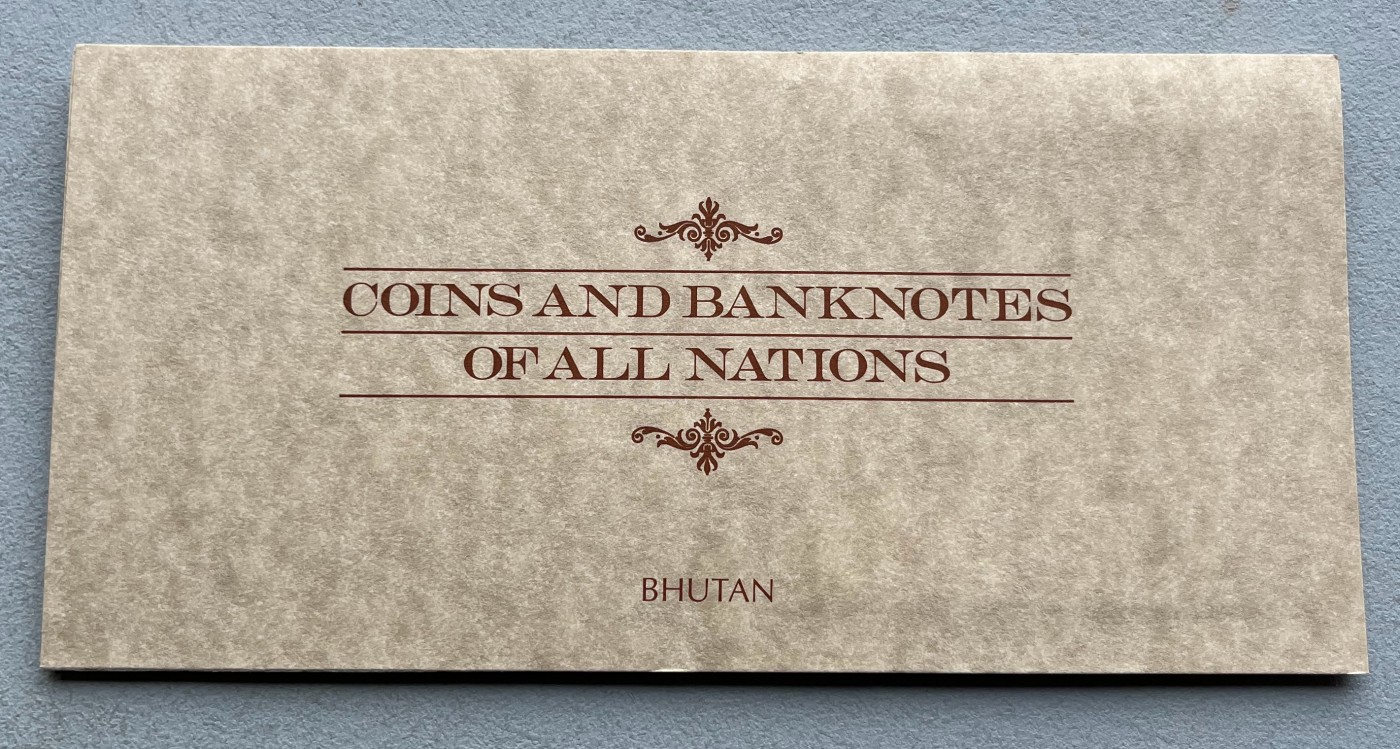 COINS AND BANKNOTES
OF ALL NATIONS
BHUTAN